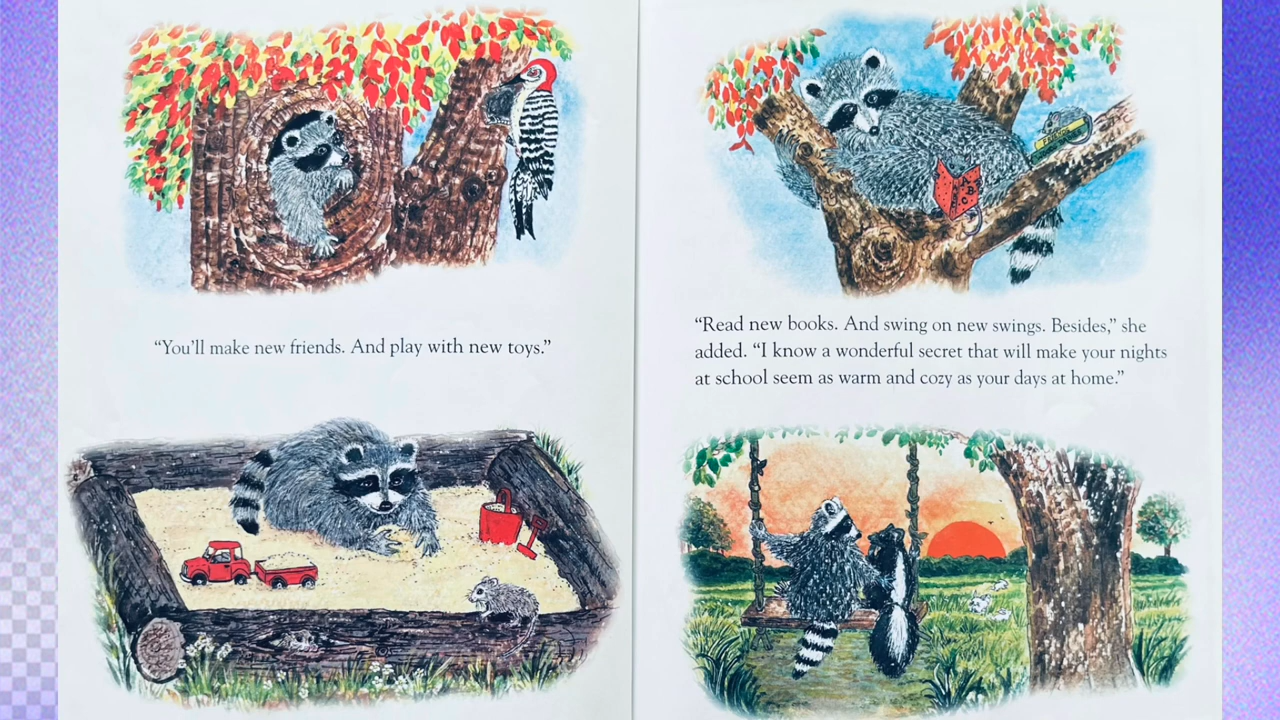 “You’ll make new friends. And play with new toys.”
“Read new books. And swing on new swings. Besides,” she
added. “I know a wonderful secret that will make your nights
at school seem as warm and cozy as your days at home.”